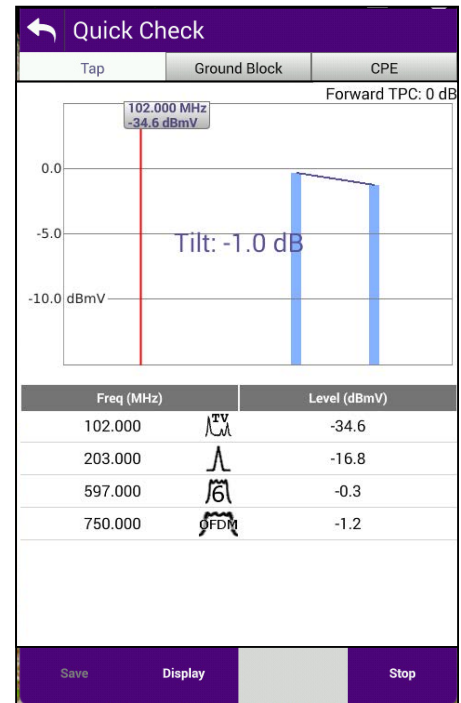 Quick Check
Tap Ground Block CPE
Forward TPC: 0 dB
102.000 MHz
-34.6 dBmV
0.0
-5.0
Tilt: -1.0 dB
-10.0 dBmV
Freq (MHz) Level (dBmV)
102.000 TV -34.6
203.000 -16.8
597.000 6 -0.3
750.000 OFDM -1.2
Save Display Stop